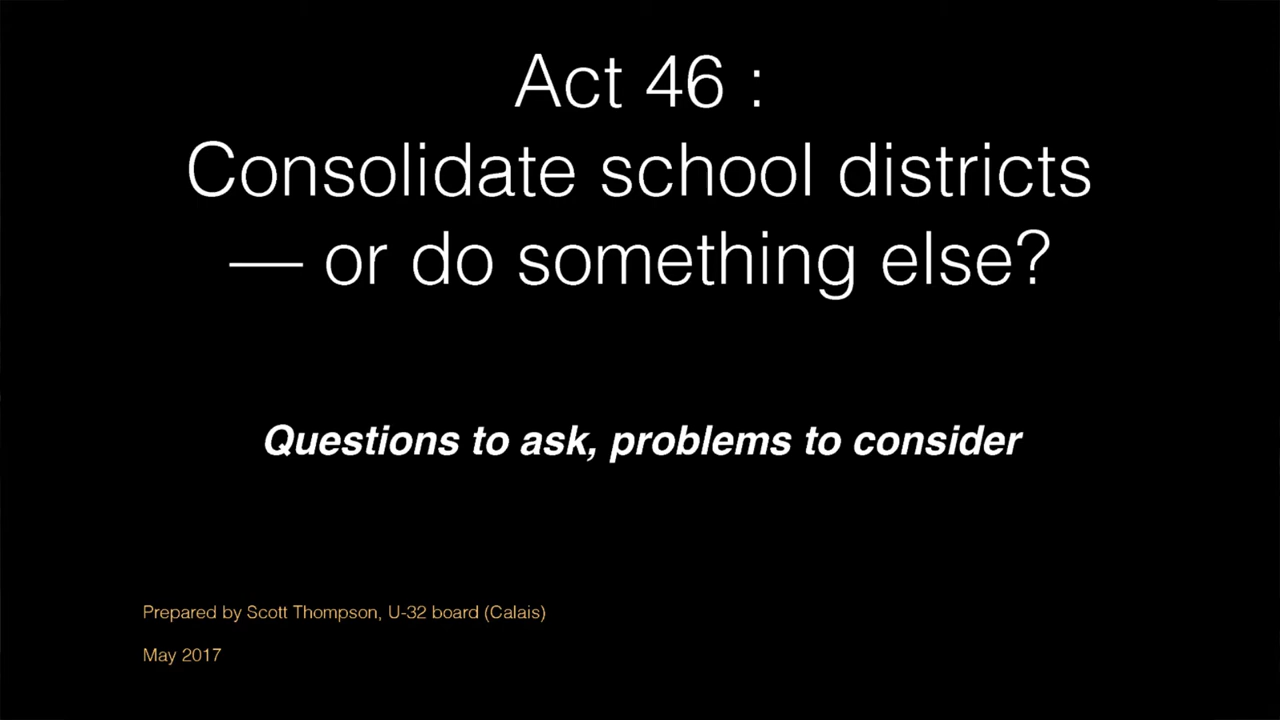 Act 46 :
Consolidate school districts
— or do something else?
Questions to ask, problems to consider
Prepared by Scott Thompson, U-32 board (Calais)
May 2017